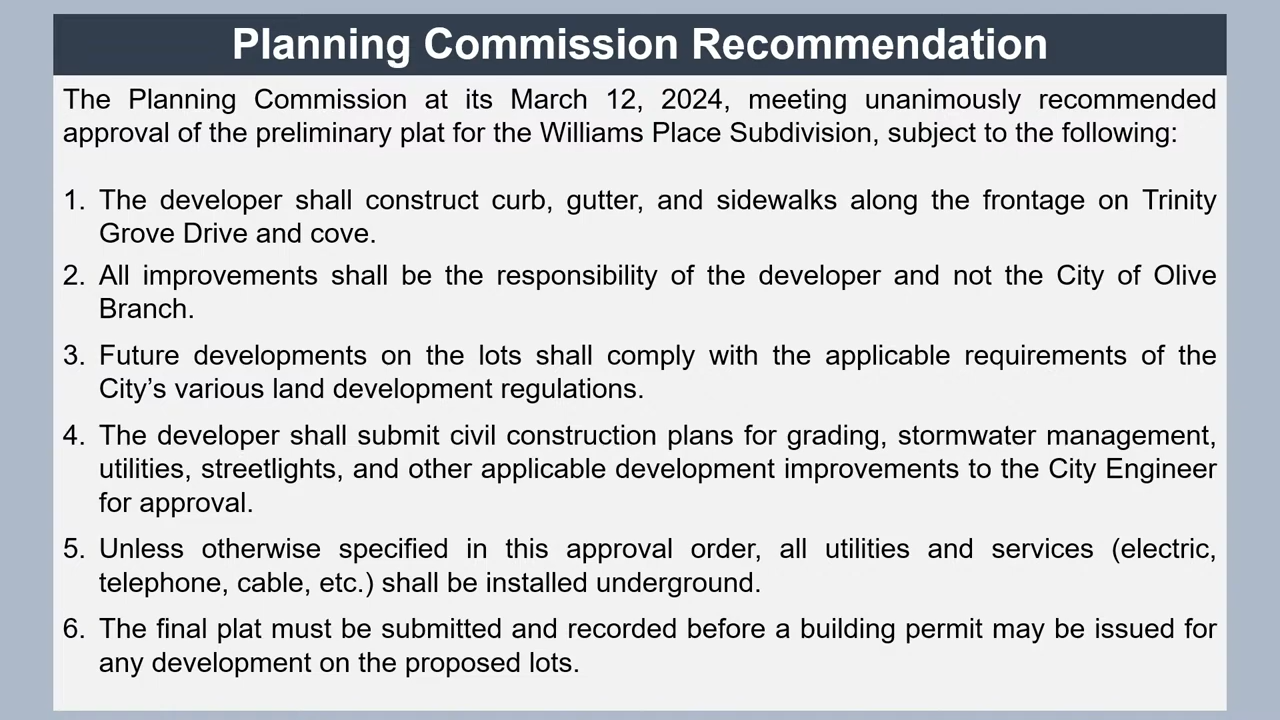 Planning Commission Recommendation
The Planning Commission at its March 12, 2024, meeting unanimously recommended
approval of the preliminary plat for the Williams Place Subdivision, subject to the following:
1. The developer shall construct curb, gutter, and sidewalks along the frontage on Trinity
Grove Drive and cove.
2. All improvements shall be the responsibility of the developer and not the City of Olive
Branch.
3. Future developments on the lots shall comply with the applicable requirements of the
City’s various land development regulations.
4. The developer shall submit civil construction plans for grading, stormwater management,
utilities, streetlights, and other applicable development improvements to the City Engineer
for approval.
5. Unless otherwise specified in this approval order, all utilities and services (electric,
telephone, cable, etc.) shall be installed underground.
6. The final plat must be submitted and recorded before a building permit may be issued for
any development on the proposed lots.